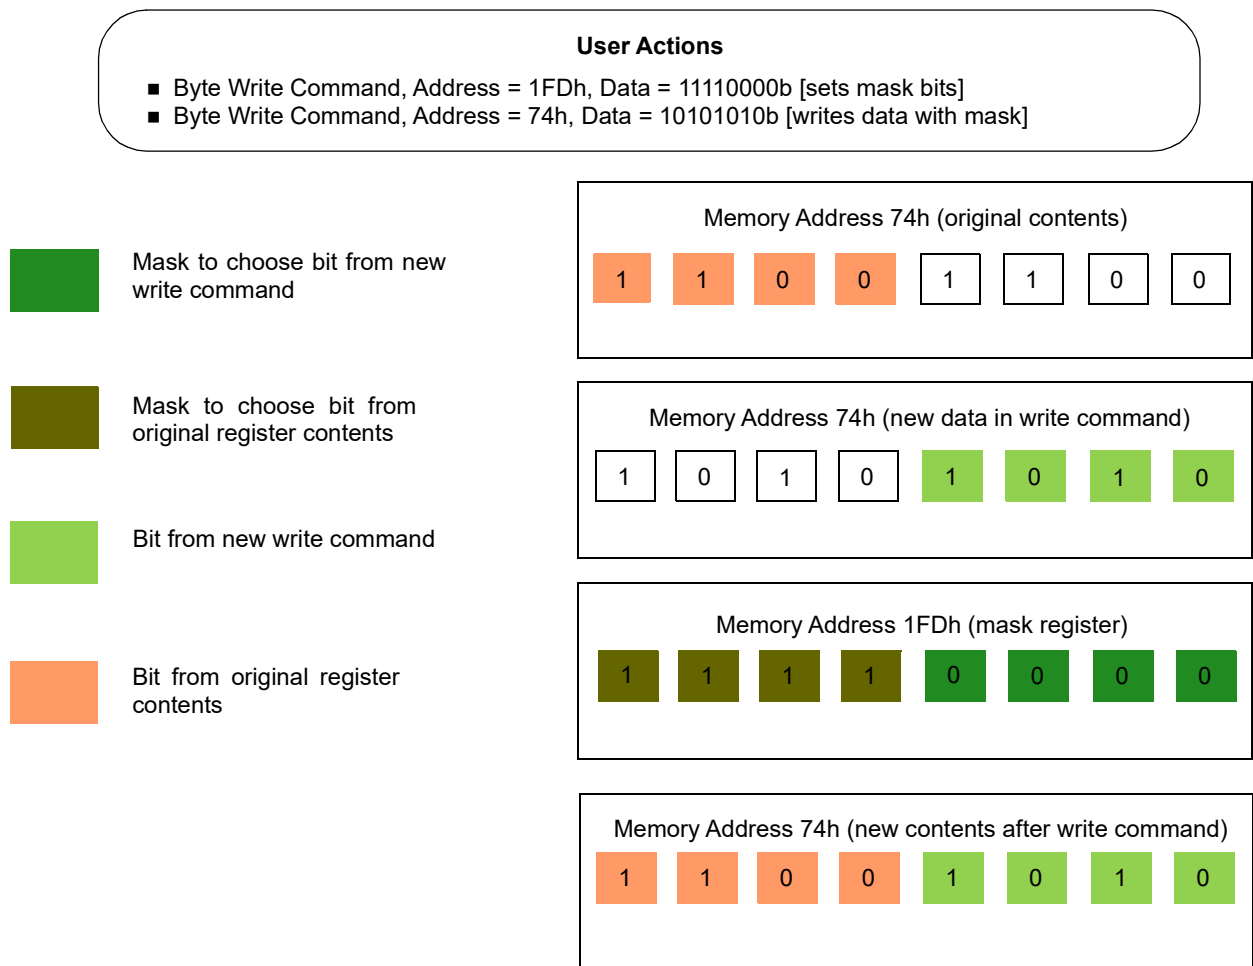 User Actions
■ Byte Write Command, Address = 1FDh, Data = 11110000b [sets mask bits]
■ Byte Write Command, Address = 74h, Data = 10101010b [writes data with mask]
Mask to choose bit from new
write command
Mask to choose bit from
original register contents
Bit from new write command
Bit from original register
contents
Memory Address 74h (original contents)
1 1 0 0 1 1 0 0
Memory Address 74h (new data in write command)
1 0 1 0 1 0 1 0
Memory Address 1FDh (mask register)
1 1 1 1 0 0 0 0
Memory Address 74h (new contents after write command)
1 1 0 0 1 0 1 0